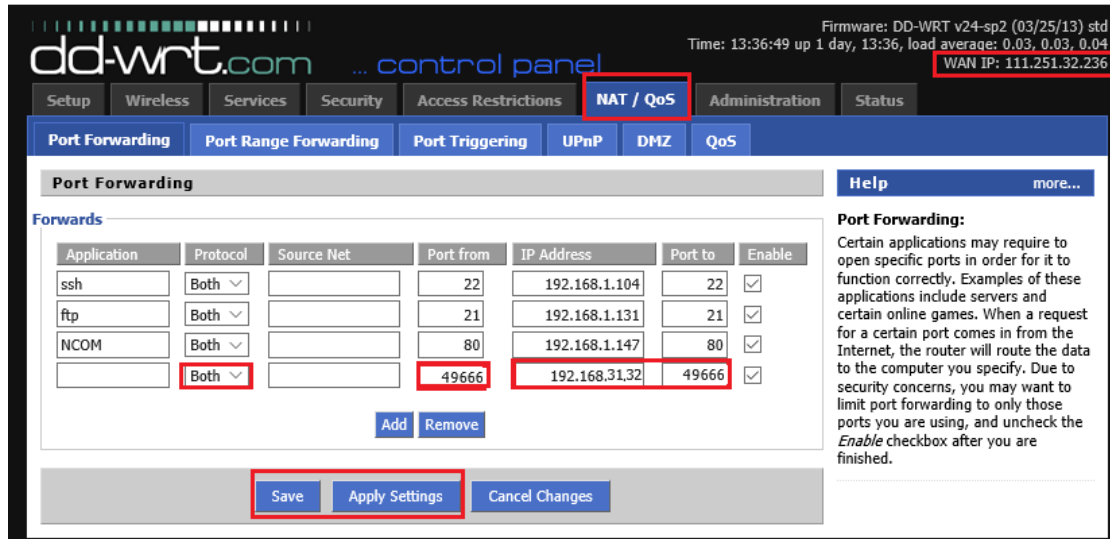 Firmware: DD-WRT v24-sp2 (03/25/13) std
Time: 13:36:49 up 1 day, 13:36, load average: 0.03, 0.03, 0.04
WAN IP: 111.251.32.236
dd-wrt.com ... control panel
Setup Wireless Services Security Access Restrictions NAT / QoS Administration Status
Port Forwarding Port Range Forwarding Port Triggering UPnP DMZ QoS
Port Forwarding
Forwards
Application Protocol Source Net Port from IP Address Port to Enable
ssh Both 22 192.168.1.104 22
ftp Both 21 192.168.1.131 21
NCOM Both 80 192.168.1.147 80
Both 49666 192.168.31.32 49666
Add Remove
Save Apply Settings Cancel Changes
Help more...
Port Forwarding:
Certain applications may require to
open specific ports in order for it to
function correctly. Examples of these
applications include servers and
certain online games. When a request
for a certain port comes in from the
Internet, the router will route the data
to the computer you specify. Due to
security concerns, you may want to
limit port forwarding to only those
ports you are using, and uncheck the
Enable checkbox after you are
finished.